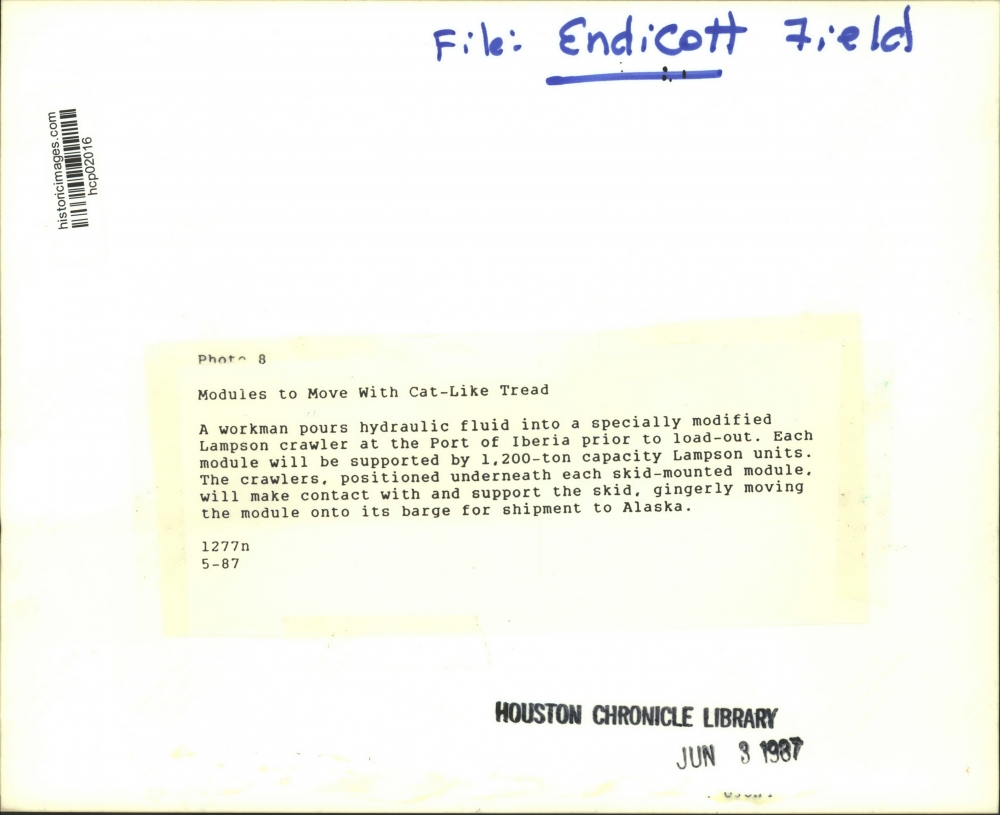 File: Endicott Field
historicimages.com
hcp02016
Photo 8
Modules to Move With Cat-Like Tread
A workman pours hydraulic fluid into a specially modified
Lampson crawler at the Port of Iberia prior to load-out. Each
module will be supported by 1,200-ton capacity Lampson units.
The crawlers, positioned underneath each skid-mounted module,
will make contact with and support the skid, gingerly moving
the module onto its barge for shipment to Alaska.
1277n
5-87
HOUSTON CHRONICLE LIBRARY
JUN 3 1987